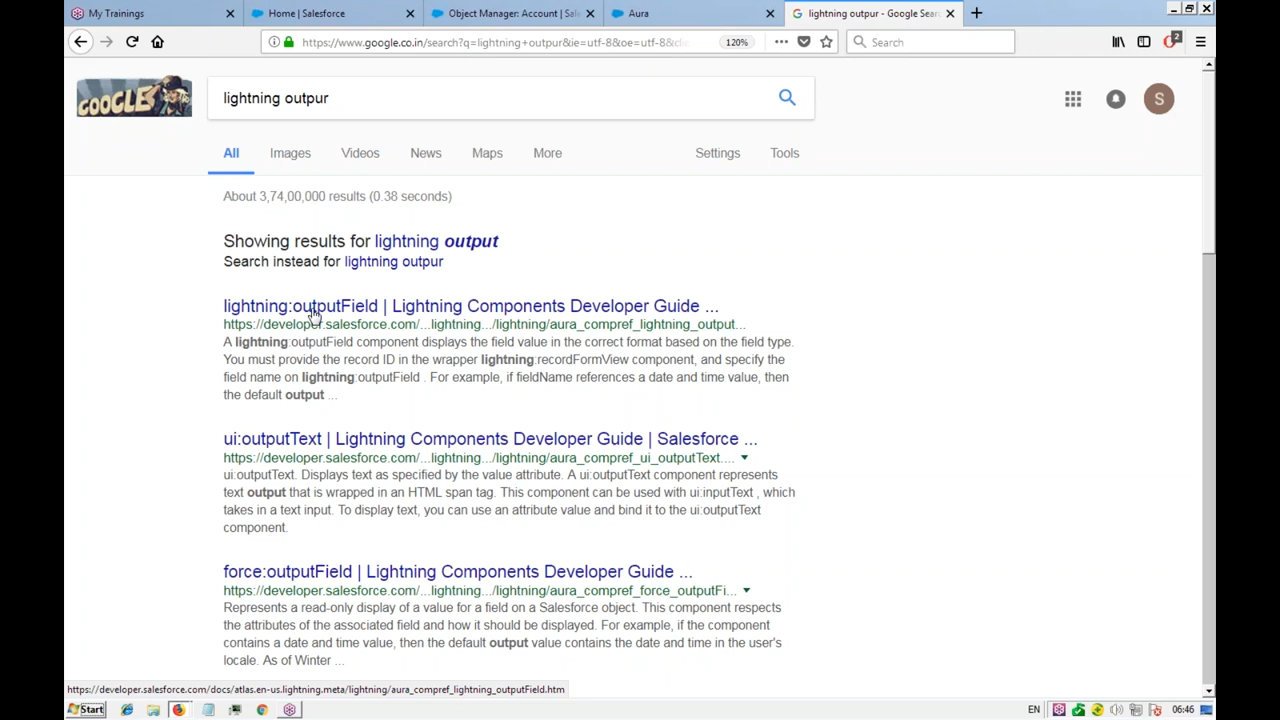 My Trainings
Home | Salesforce
Object Manager: Account | Sal
Aura
lightning outpur - Google Sear
https://www.google.co.in/search?q=lightning+outpur&ie=utf-8&oe=utf-8&cli
120%
Search
2
GOOGLE
lightning outpur
S
All
Images
Videos
News
Maps
More
Settings
Tools
About 3,74,00,000 results (0.38 seconds)
Showing results for lightning output
Search instead for lightning outpur
lightning:outputField | Lightning Components Developer Guide ...
https://developer.salesforce.com/...lightning.../lightning/aura_compref_lightning_output...
A lightning:outputField component displays the field value in the correct format based on the field type.
You must provide the record ID in the wrapper lightning:recordFormView component, and specify the
field name on lightning:outputField . For example, if fieldName references a date and time value, then
the default output ...
ui:outputText | Lightning Components Developer Guide | Salesforce ...
https://developer.salesforce.com/...lightning.../lightning/aura_compref_ui_outputText....
ui:outputText. Displays text as specified by the value attribute. A ui:outputText component represents
text output that is wrapped in an HTML span tag. This component can be used with ui:inputText , which
takes in a text input. To display text, you can use an attribute value and bind it to the ui:outputText
component.
force:outputField | Lightning Components Developer Guide ...
https://developer.salesforce.com/...lightning.../lightning/aura_compref_force_outputFi...
Represents a read-only display of a value for a field on a Salesforce object. This component respects
the attributes of the associated field and how it should be displayed. For example, if the component
contains a date and time value, then the default output value contains the date and time in the user's
locale. As of Winter ...
https://developer.salesforce.com/docs/atlas.en-us.lightning.meta/lightning/aura_compref_lightning_outputField.htm
Start
EN
06:46